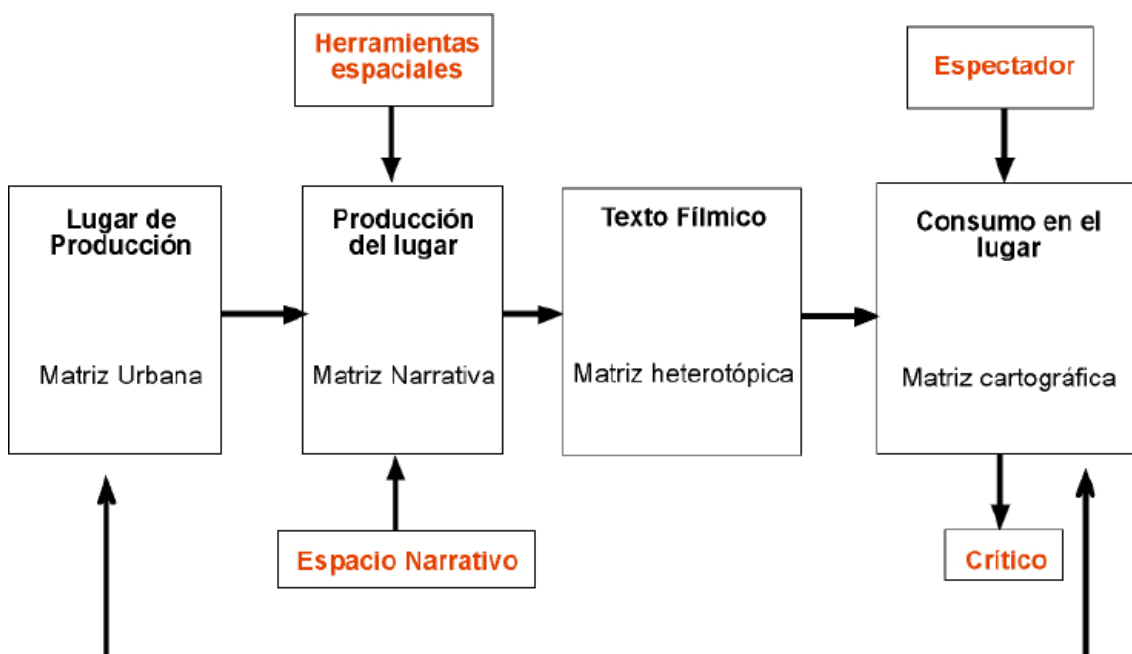 Herramientas
espaciales
Espectador
Lugar de
Producción
Matriz Urbana
Producción
del lugar
Matriz Narrativa
Texto Fílmico
Matriz heterotópica
Consumo en el
lugar
Matriz cartográfica
Espacio Narrativo
Crítico